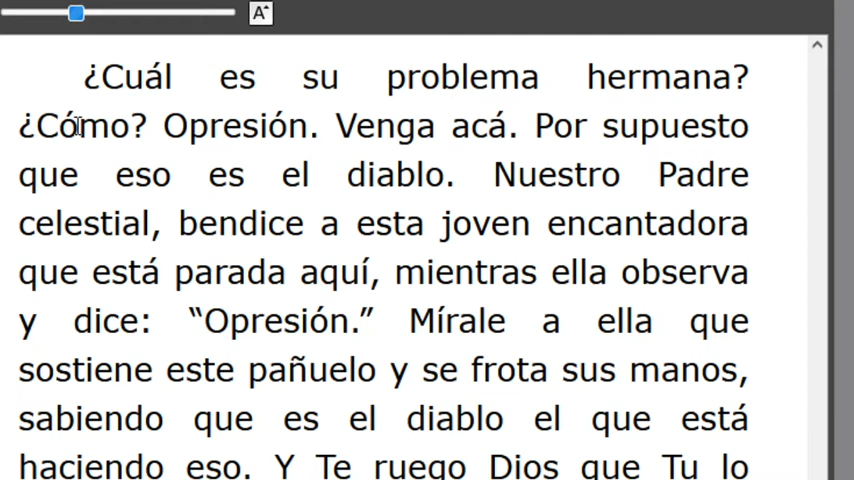 A
¿Cuál es su problema hermana?
¿Cómo? Opresión. Venga acá. Por supuesto
que eso es el diablo. Nuestro Padre
celestial, bendice a esta joven encantadora
que está parada aquí, mientras ella observa
y dice: “Opresión.” Mírale a ella que
sostiene este pañuelo y se frota sus manos,
sabiendo que es el diablo el que está
haciendo eso. Y Te ruego Dios que Tu lo